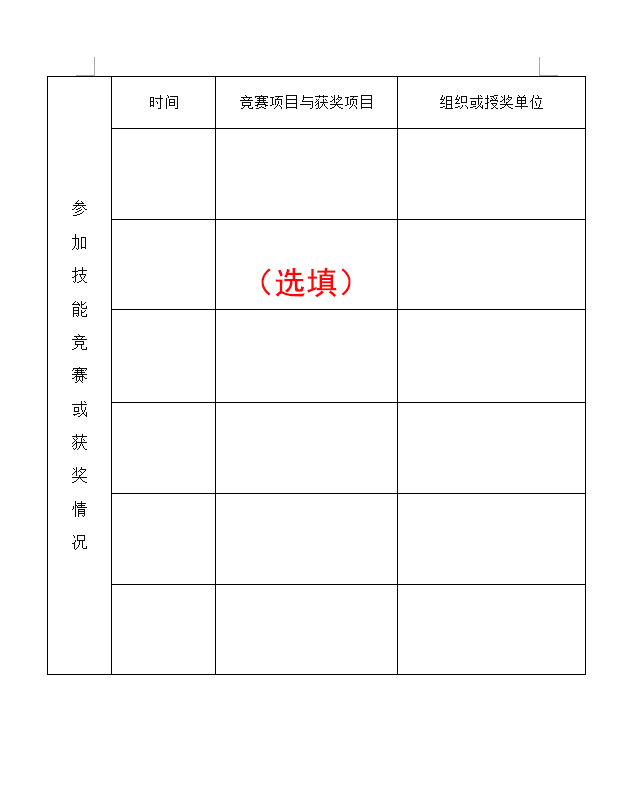 时间
竞赛项目与获奖项目
组织或授奖单位
参加技能竞赛或获奖情况
（选填）